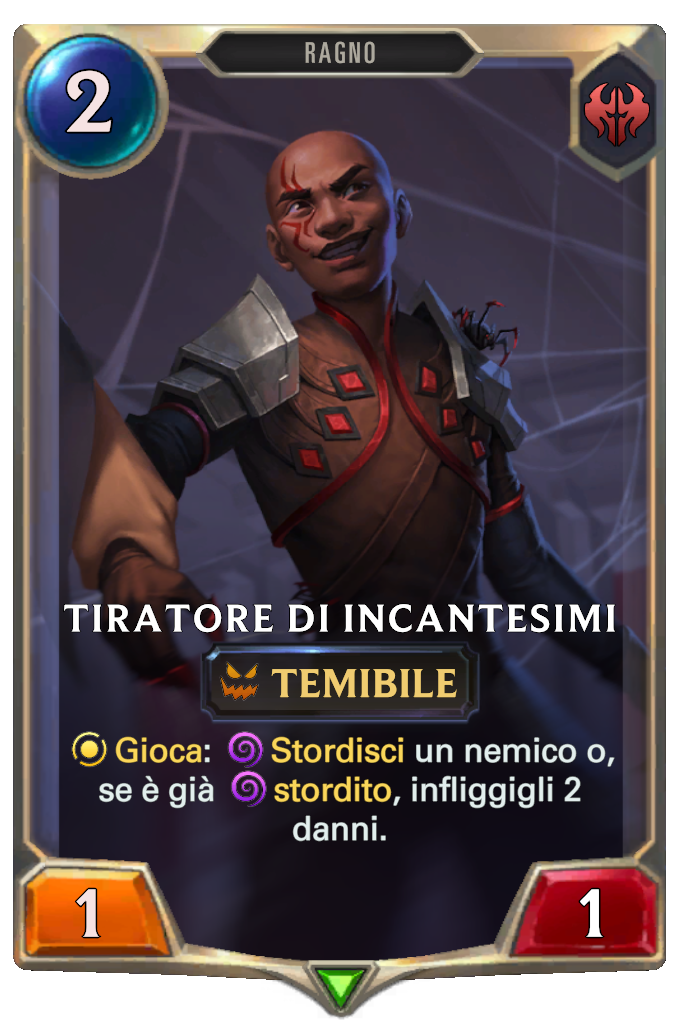 RAGNO
2
TIRATORE DI INCANTESIMI
TEMIBILE
Gioca: Stordisci un nemico o,
se è già stordito, infliggigli 2
danni.
1 1